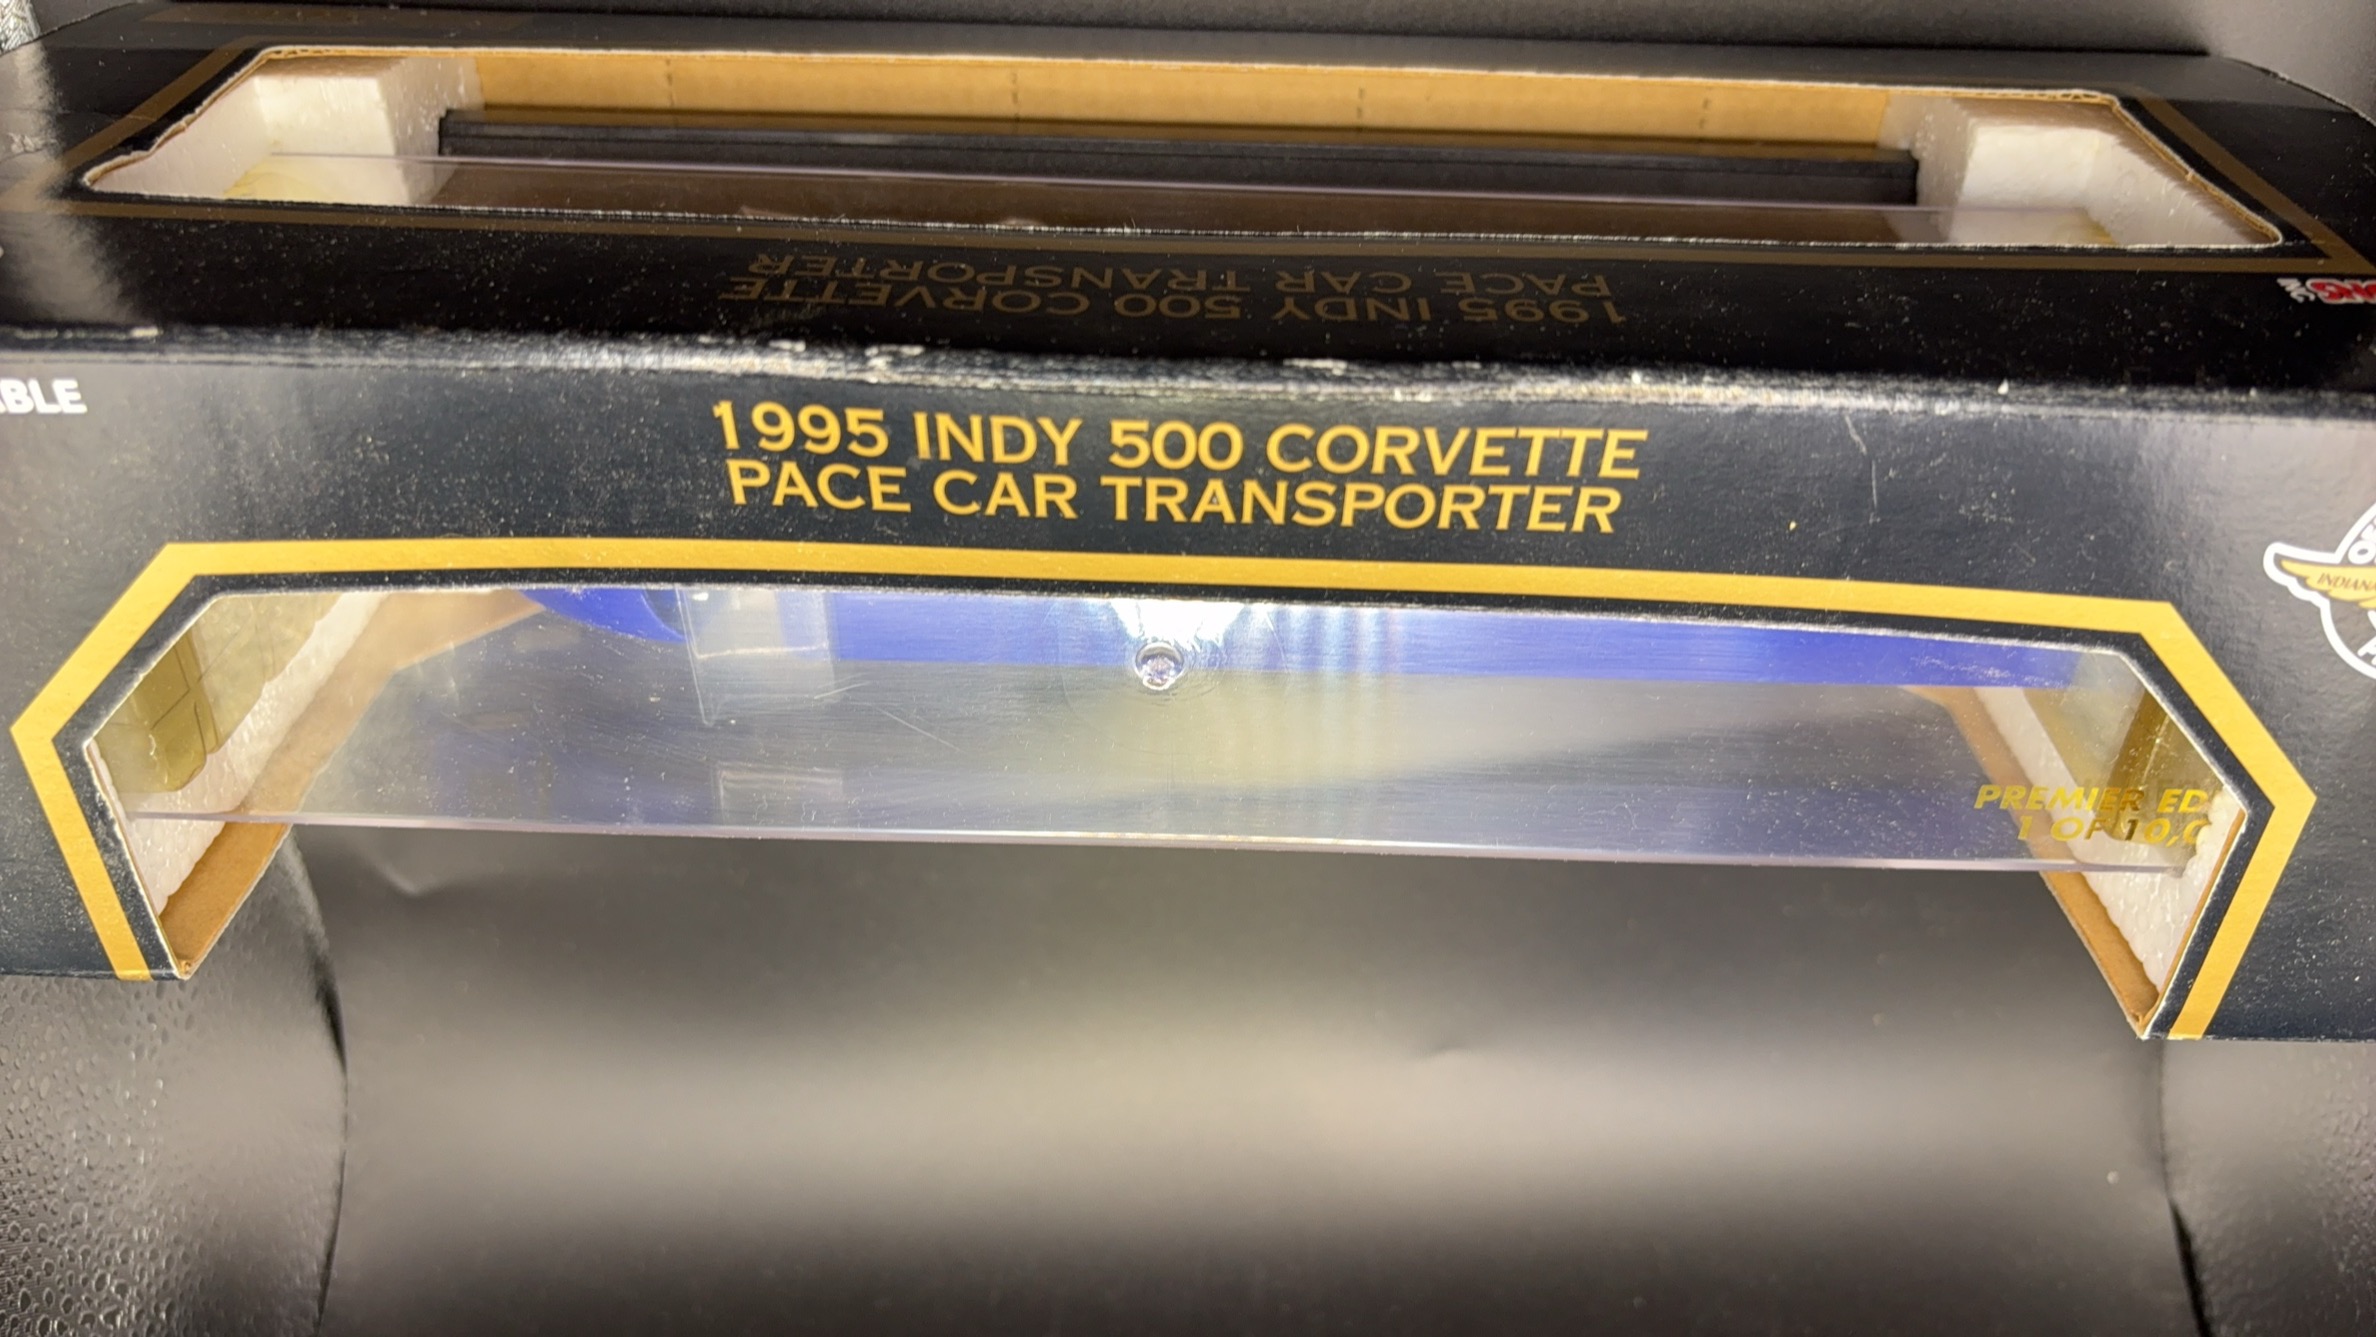 PACE CAR TRANSPORTER
1995 INDY 500 CORVETTE
BLE
1995 INDY 500 CORVETTE
PACE CAR TRANSPORTER
PREMIER ED
1 OF 10,0